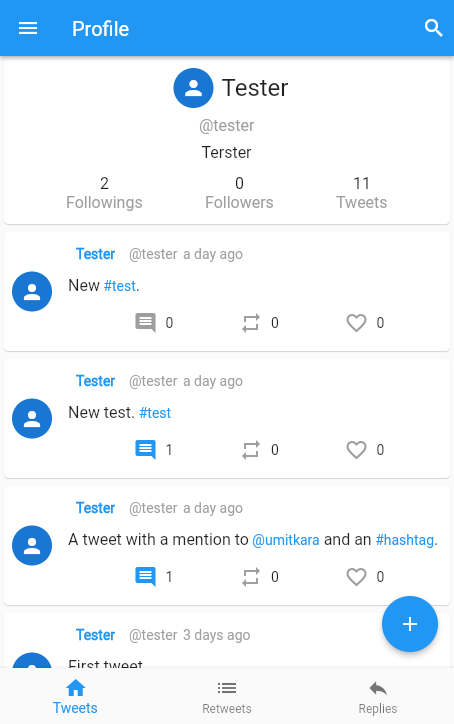 Profile
Tester
@tester
Terster
2 0 11
Followings Followers Tweets
Tester @tester a day ago
New #test.
0 0 0
Tester @tester a day ago
New test. #test
1 0 0
Tester @tester a day ago
A tweet with a mention to @umitkara and an #hashtag.
1 0 0
Tester @tester 3 days ago
First tweet
Tweets Retweets Replies